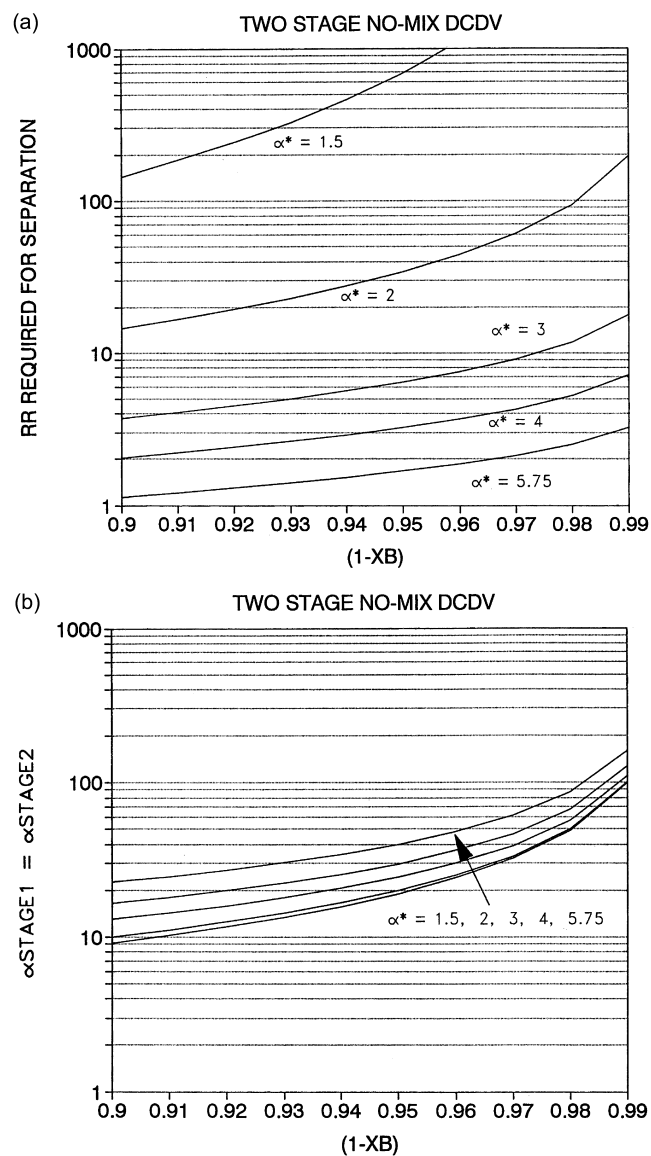 (a)
TWO STAGE NO-MIX DCDV
1000
100
10
1
RR REQUIRED FOR SEPARATION
α* = 1.5
α* = 2
α* = 3
α* = 4
α* = 5.75
0.9 0.91 0.92 0.93 0.94 0.95 0.96 0.97 0.98 0.99
(1-XB)
(b)
TWO STAGE NO-MIX DCDV
1000
100
10
1
αSTAGE1 = αSTAGE2
α* = 1.5, 2, 3, 4, 5.75
0.9 0.91 0.92 0.93 0.94 0.95 0.96 0.97 0.98 0.99
(1-XB)